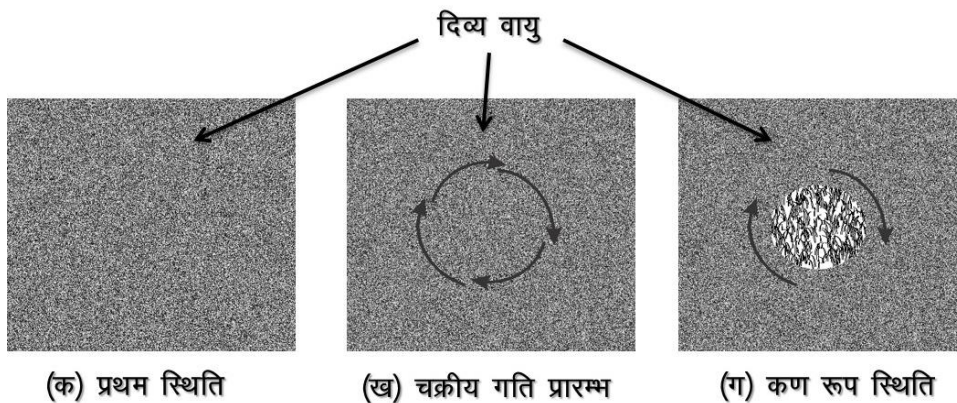 दिव्य वायु
(क) प्रथम स्थिति
(ख) चक्रीय गति प्रारम्भ
(ग) कण रूप स्थिति